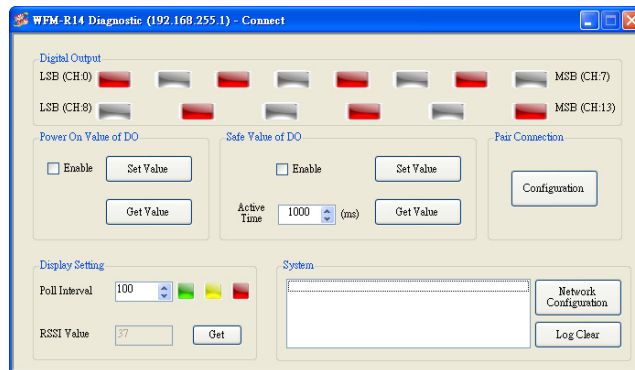 WFM-R14 Diagnostic (192.168.255.1) - Connect
Digital Output
LSB (CH:0) MSB (CH:7)
LSB (CH:8) MSB (CH:13)
Power On Value of DO Safe Value of DO Pair Connection
Enable Set Value Enable Set Value
Configuration
Get Value Active Time 1000 (ms) Get Value
Display Setting System
Poll Interval 100
Network
Configuration
RSSI Value 37 Get Log Clear